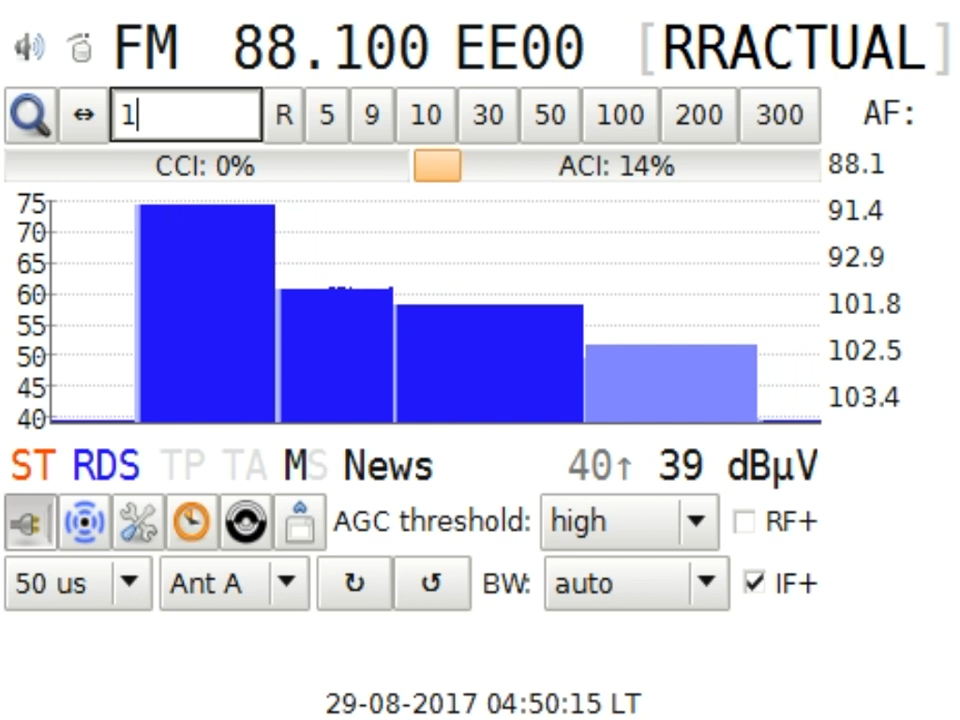 FM 88.100 EE00 [RRACTUAL]
1 R 5 9 10 30 50 100 200 300 AF:
CCI: 0% ACI: 14% 88.1
75 91.4
70
65 92.9
60 101.8
55
50 102.5
45 103.4
40
ST RDS TP TA MS News 40↑ 39 dBµV
AGC threshold: high RF+
50 us Ant A ↻ ↺ BW: auto IF+
29-08-2017 04:50:15 LT